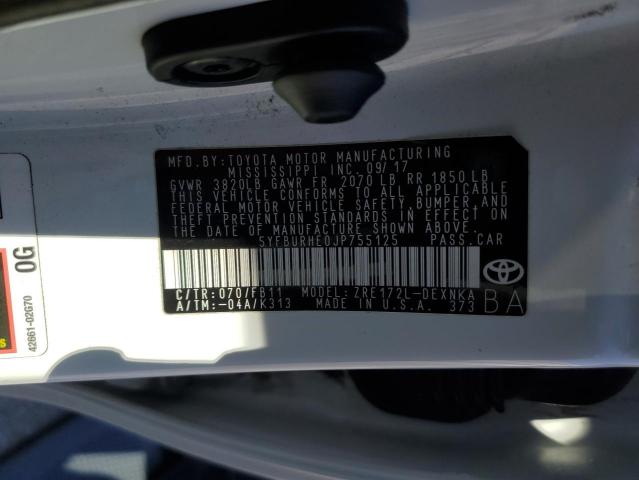 MFD.BY:TOYOTA MOTOR MANUFACTURING
MISSISSIPPI INC. 09/17
GVWR 3820LB GAWR FR 2070 LB RR 1850 LB
THIS VEHICLE CONFORMS TO ALL APPLICABLE
FEDERAL MOTOR VEHICLE SAFETY, BUMPER, AND
THEFT PREVENTION STANDARDS IN EFFECT ON
THE DATE OF MANUFACTURE SHOWN ABOVE.
5YFBURHE0JP755125 PASS.CAR
C/TR:070/FB11 MODEL:ZRE172L-DEXNKA
A/TM:-04A/K313 MADE IN U.S.A. 373
BA
0G
42661-02G70